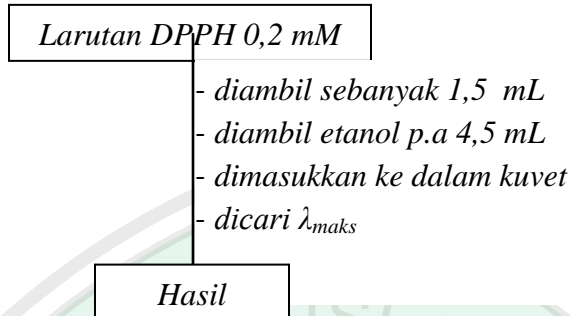 Larutan DPPH 0,2 mM
- diambil sebanyak 1,5 mL
- diambil etanol p.a 4,5 mL
- dimasukkan ke dalam kuvet
- dicari λmaks
Hasil